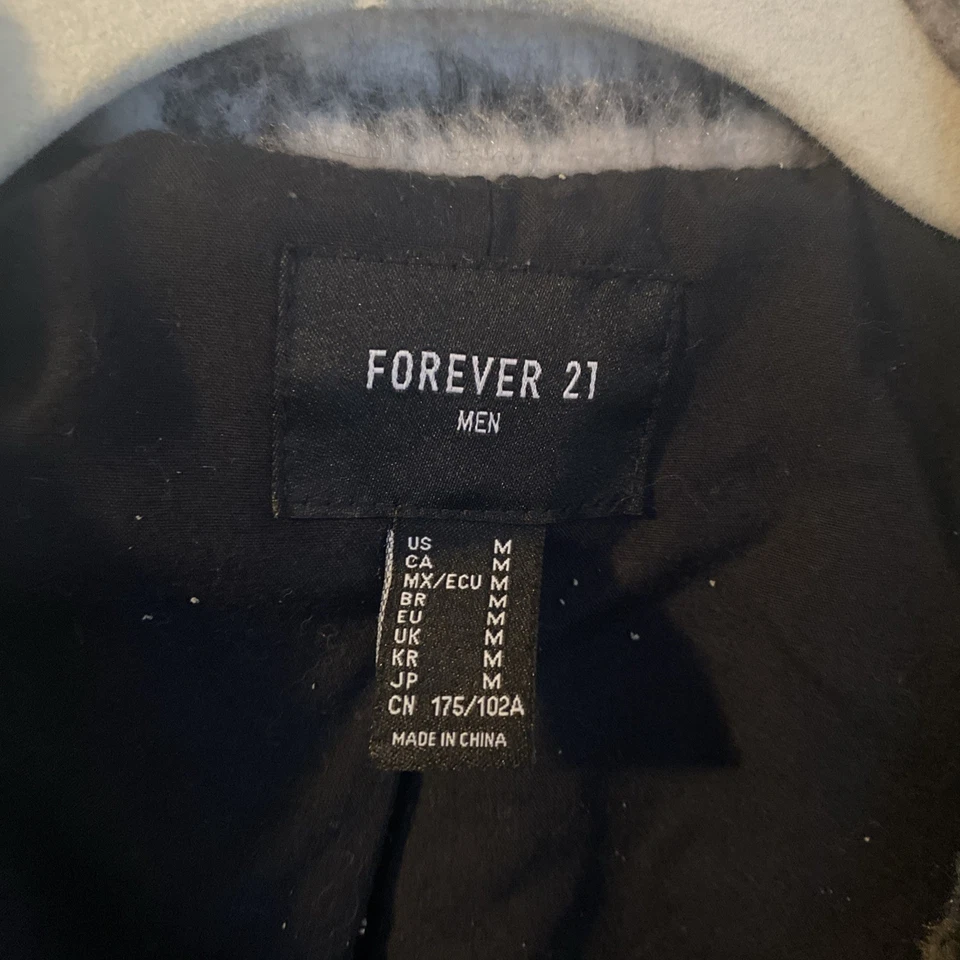 FOREVER 21
MEN
US M
CA M
MX/ECU M
BR M
EU M
UK M
KR M
JP M
CN 175/102A
MADE IN CHINA